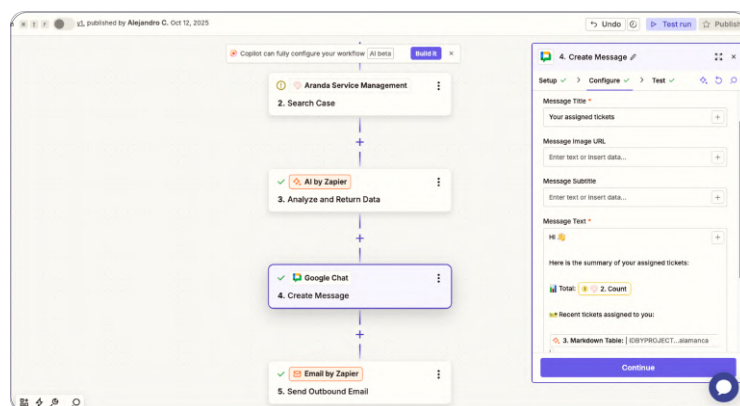 v1, published by Alejandro C. Oct 12, 2025
Undo
Test run
Publish
Copilot can fully configure your workflow AI beta
Build it
Aranda Service Management
2. Search Case
AI by Zapier
3. Analyze and Return Data
Google Chat
4. Create Message
Email by Zapier
5. Send Outbound Email
4. Create Message
Setup
Configure
Test
Message Title *
Your assigned tickets
Message Image URL
Enter text or insert data...
Message Subtitle
Enter text or insert data...
Message Text *
Hi 👋
Here is the summary of your assigned tickets:
📊 Total: 2. Count
🎫 Recent tickets assigned to you:
3. Markdown Table: | IDBYPROJECT...alamanca
Continue